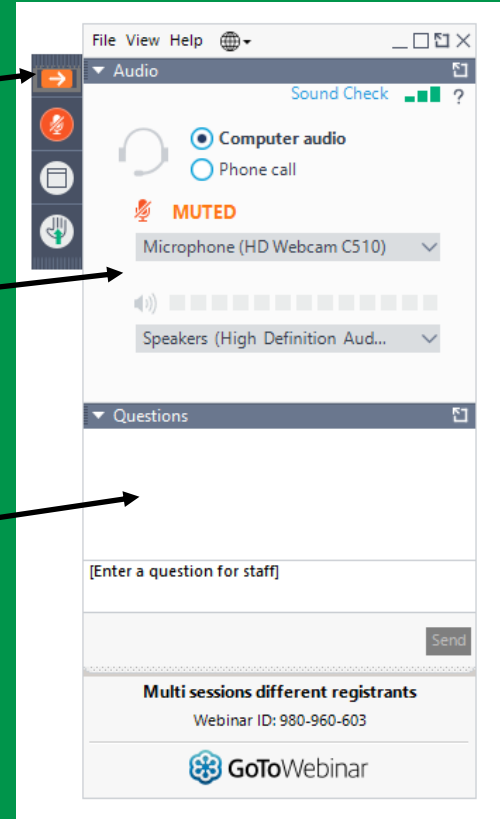 File View Help
Audio
Sound Check ?
Computer audio
Phone call
MUTED
Microphone (HD Webcam C510)
Speakers (High Definition Aud...
Questions
[Enter a question for staff]
Send
Multi sessions different registrants
Webinar ID: 980-960-603
GoToWebinar